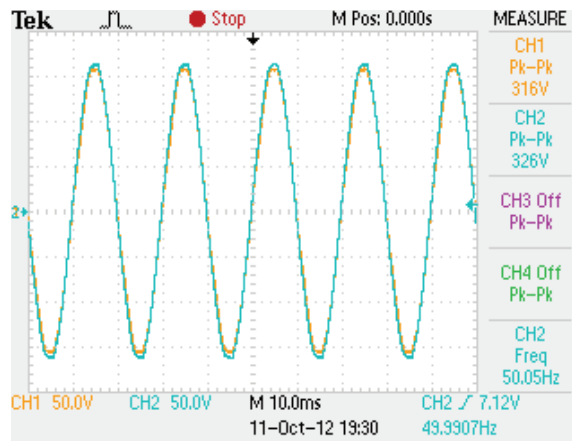 Tek Stop M Pos: 0.000s MEASURE
CH1
Pk-Pk
316V
CH2
Pk-Pk
326V
CH3 Off
Pk-Pk
CH4 Off
Pk-Pk
CH2
Freq
50.05Hz
2
CH1 50.0V CH2 50.0V M 10.0ms CH2 7.12V
11-Oct-12 19:30 49.9907Hz